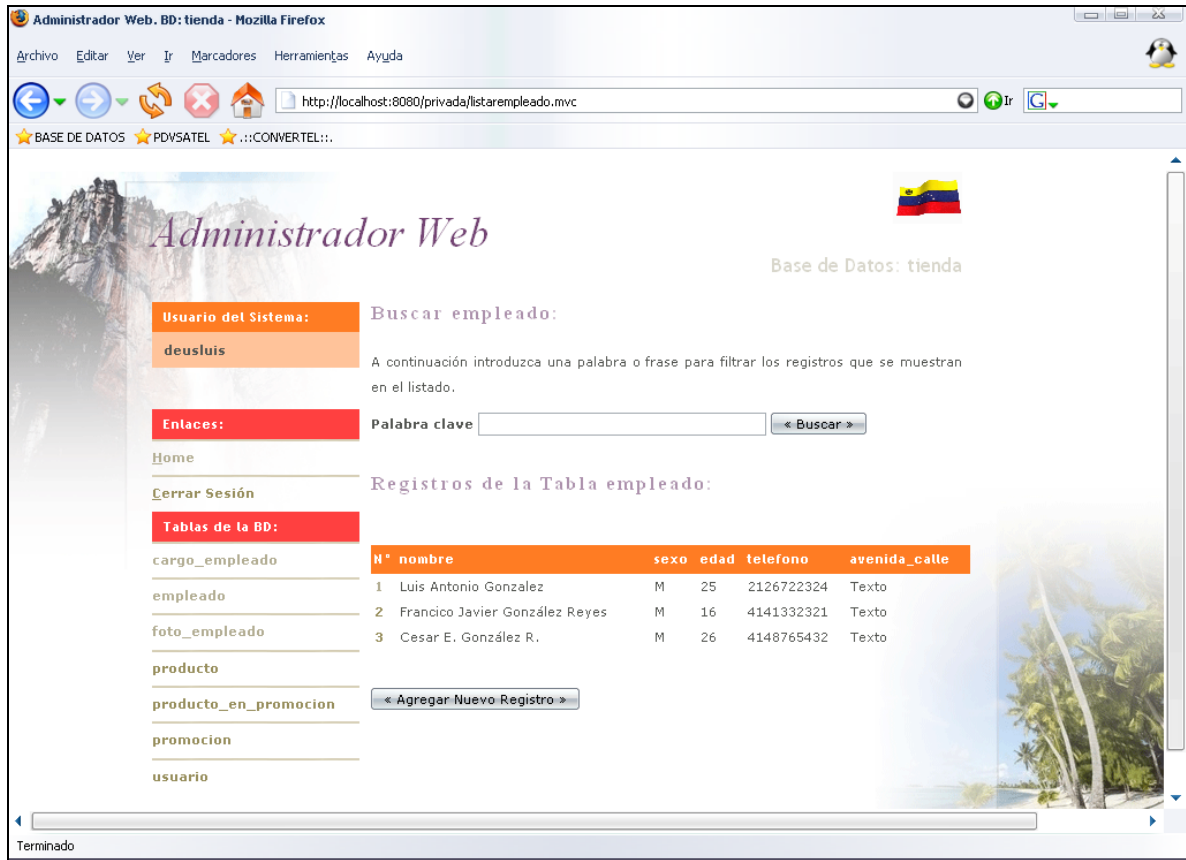 Administrador Web. BD: tienda - Mozilla Firefox
Archivo Editar Ver Ir Marcadores Herramientas Ayuda
http://localhost:8080/privada/listarempleado.mvc Ir G
BASE DE DATOS PDVSATEL .::CONVERTEL::.
Administrador Web
Base de Datos: tienda
Usuario del Sistema:
deusluis
Enlaces:
Home
Cerrar Sesión
Tablas de la BD:
cargo_empleado
empleado
foto_empleado
producto
producto_en_promocion
promocion
usuario
Buscar empleado:
A continuación introduzca una palabra o frase para filtrar los registros que se muestran
en el listado.
Palabra clave « Buscar »
Registros de la Tabla empleado:
N° nombre sexo edad telefono avenida_calle
1 Luis Antonio Gonzalez M 25 2126722324 Texto
2 Francico Javier González Reyes M 16 4141332321 Texto
3 Cesar E. González R. M 26 4148765432 Texto
« Agregar Nuevo Registro »
Terminado